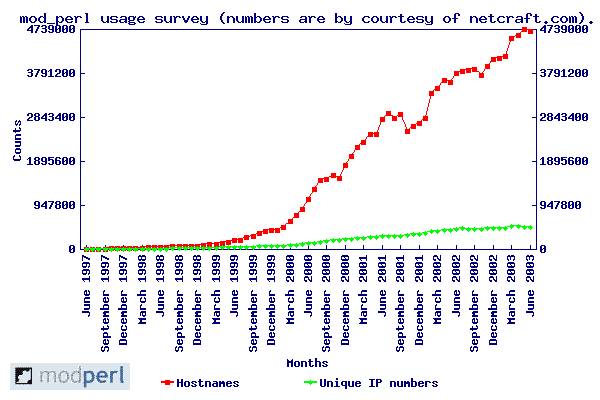 mod_perl usage survey (numbers are by courtesy of netcraft.com).
4739000 4739000
3791200 3791200
2843400 2843400
1895600 1895600
947800 947800
0 0
Counts
June 1997
September 1997
December 1997
March 1998
June 1998
September 1998
December 1998
March 1999
June 1999
September 1999
December 1999
March 2000
June 2000
September 2000
December 2000
March 2001
June 2001
September 2001
December 2001
March 2002
June 2002
September 2002
December 2002
March 2003
June 2003
Months
modperl
Hostnames Unique IP numbers